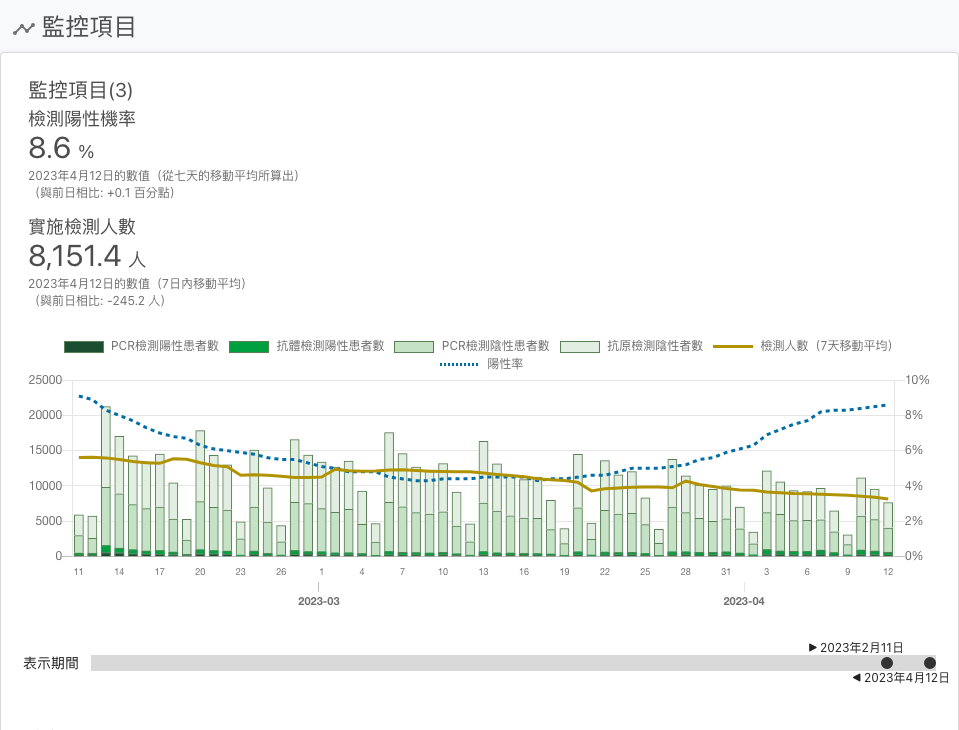 監控項目
監控項目(3)
檢測陽性機率
8.6 %
2023年4月12日的數值（從七天的移動平均所算出）
（與前日相比: +0.1 百分點）
實施檢測人數
8,151.4 人
2023年4月12日的數值（7日內移動平均）
（與前日相比: -245.2 人）
PCR檢測陽性患者數 抗體檢測陽性患者數 PCR檢測陰性患者數 抗原檢測陰性者數 檢測人數（7天移動平均）
陽性率
25000 10%
20000 8%
15000 6%
10000 4%
5000 2%
0 0%
11 14 17 20 23 26 1 4 7 10 13 16 19 22 25 28 31 3 6 9 12
2023-03 2023-04
▶ 2023年2月11日
表示期間
◀ 2023年4月12日